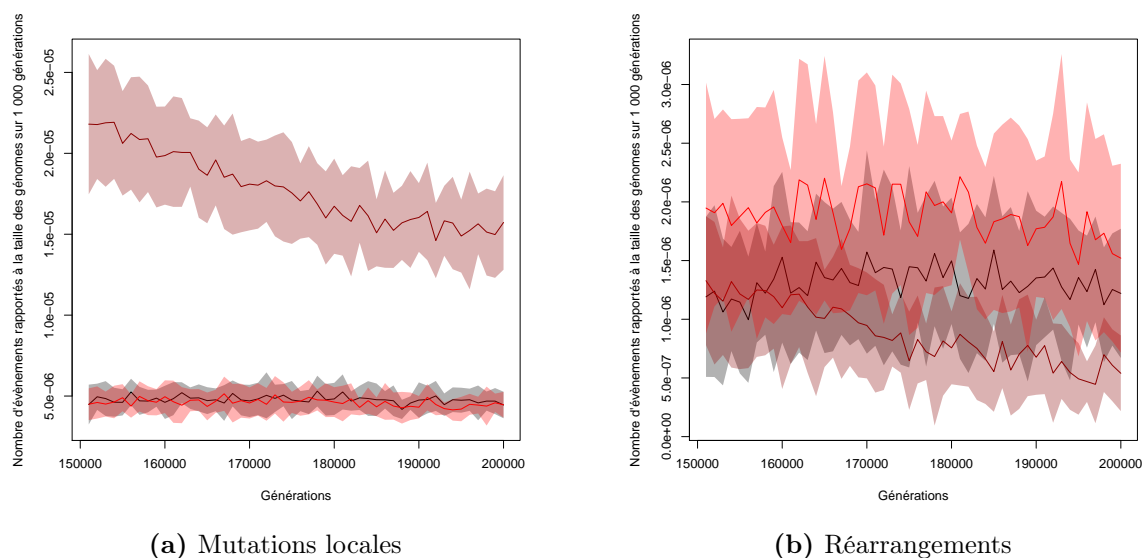 Nombre d'événements rapportés à la taille des génomes sur 1 000 générations
2.5e−05
2.0e−05
1.5e−05
1.0e−05
5.0e−06
150000 160000 170000 180000 190000 200000
Générations
(a) Mutations locales
Nombre d'événements rapportés à la taille des génomes sur 1 000 générations
3.0e−06
2.5e−06
2.0e−06
1.5e−06
1.0e−06
5.0e−07
0.0e+00
150000 160000 170000 180000 190000 200000
Générations
(b) Réarrangements